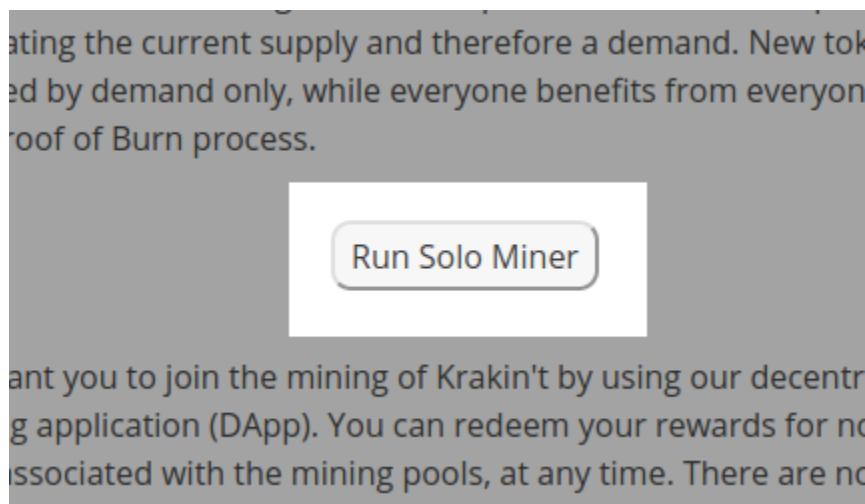 ating the current supply and therefore a demand. New tok
ed by demand only, while everyone benefits from everyon
roof of Burn process.
Run Solo Miner
ant you to join the mining of Krakin't by using our decentr
g application (DApp). You can redeem your rewards for no
ssociated with the mining pools, at any time. There are no